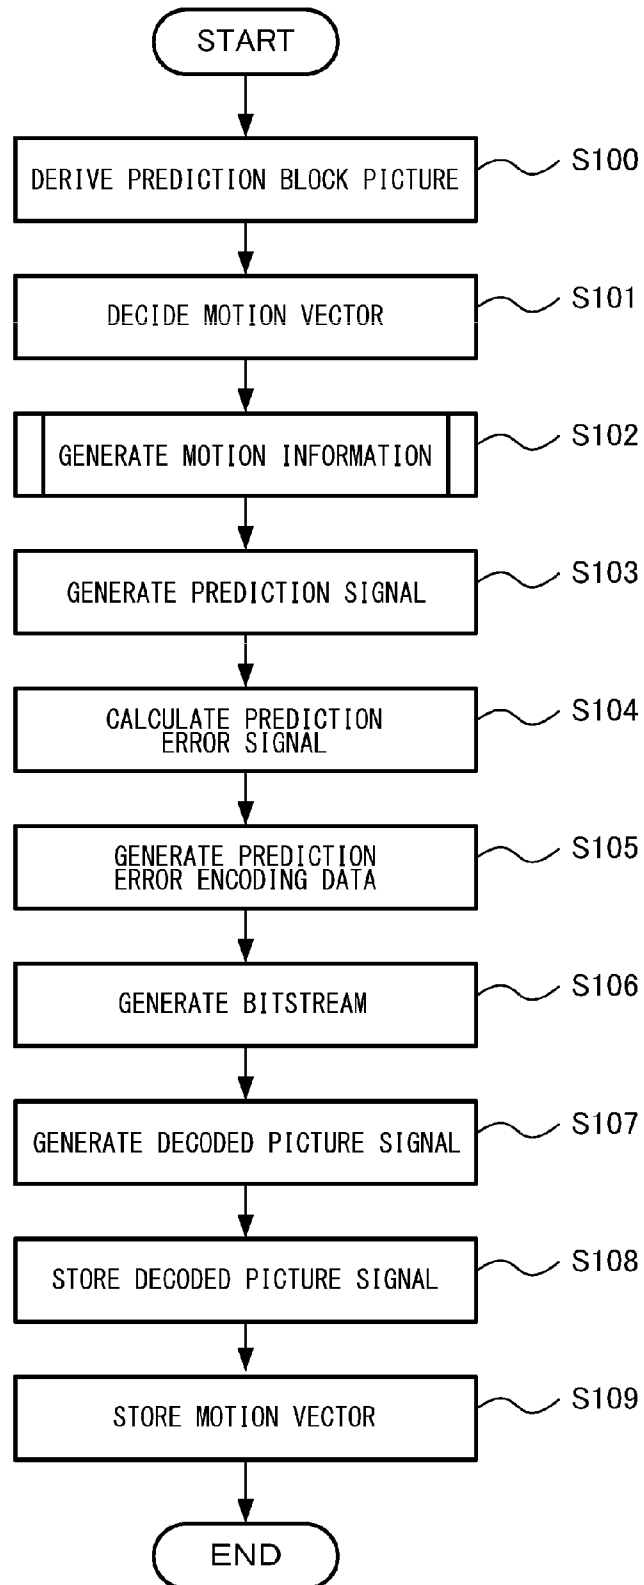 START
DERIVE PREDICTION BLOCK PICTURE
S100
DECIDE MOTION VECTOR
S101
GENERATE MOTION INFORMATION
S102
GENERATE PREDICTION SIGNAL
S103
CALCULATE PREDICTION
ERROR SIGNAL
S104
GENERATE PREDICTION
ERROR ENCODING DATA
S105
GENERATE BITSTREAM
S106
GENERATE DECODED PICTURE SIGNAL
S107
STORE DECODED PICTURE SIGNAL
S108
STORE MOTION VECTOR
S109
END